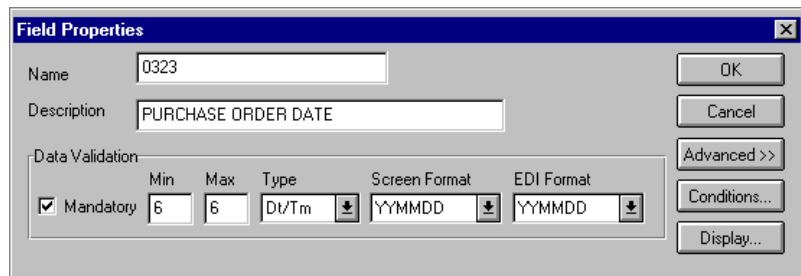 Field Properties
Name 0323 OK
Description PURCHASE ORDER DATE Cancel
Data Validation Advanced >>
Min Max Type Screen Format EDI Format
Mandatory 6 6 Dt/Tm YYMMDD YYMMDD Conditions...
Display...